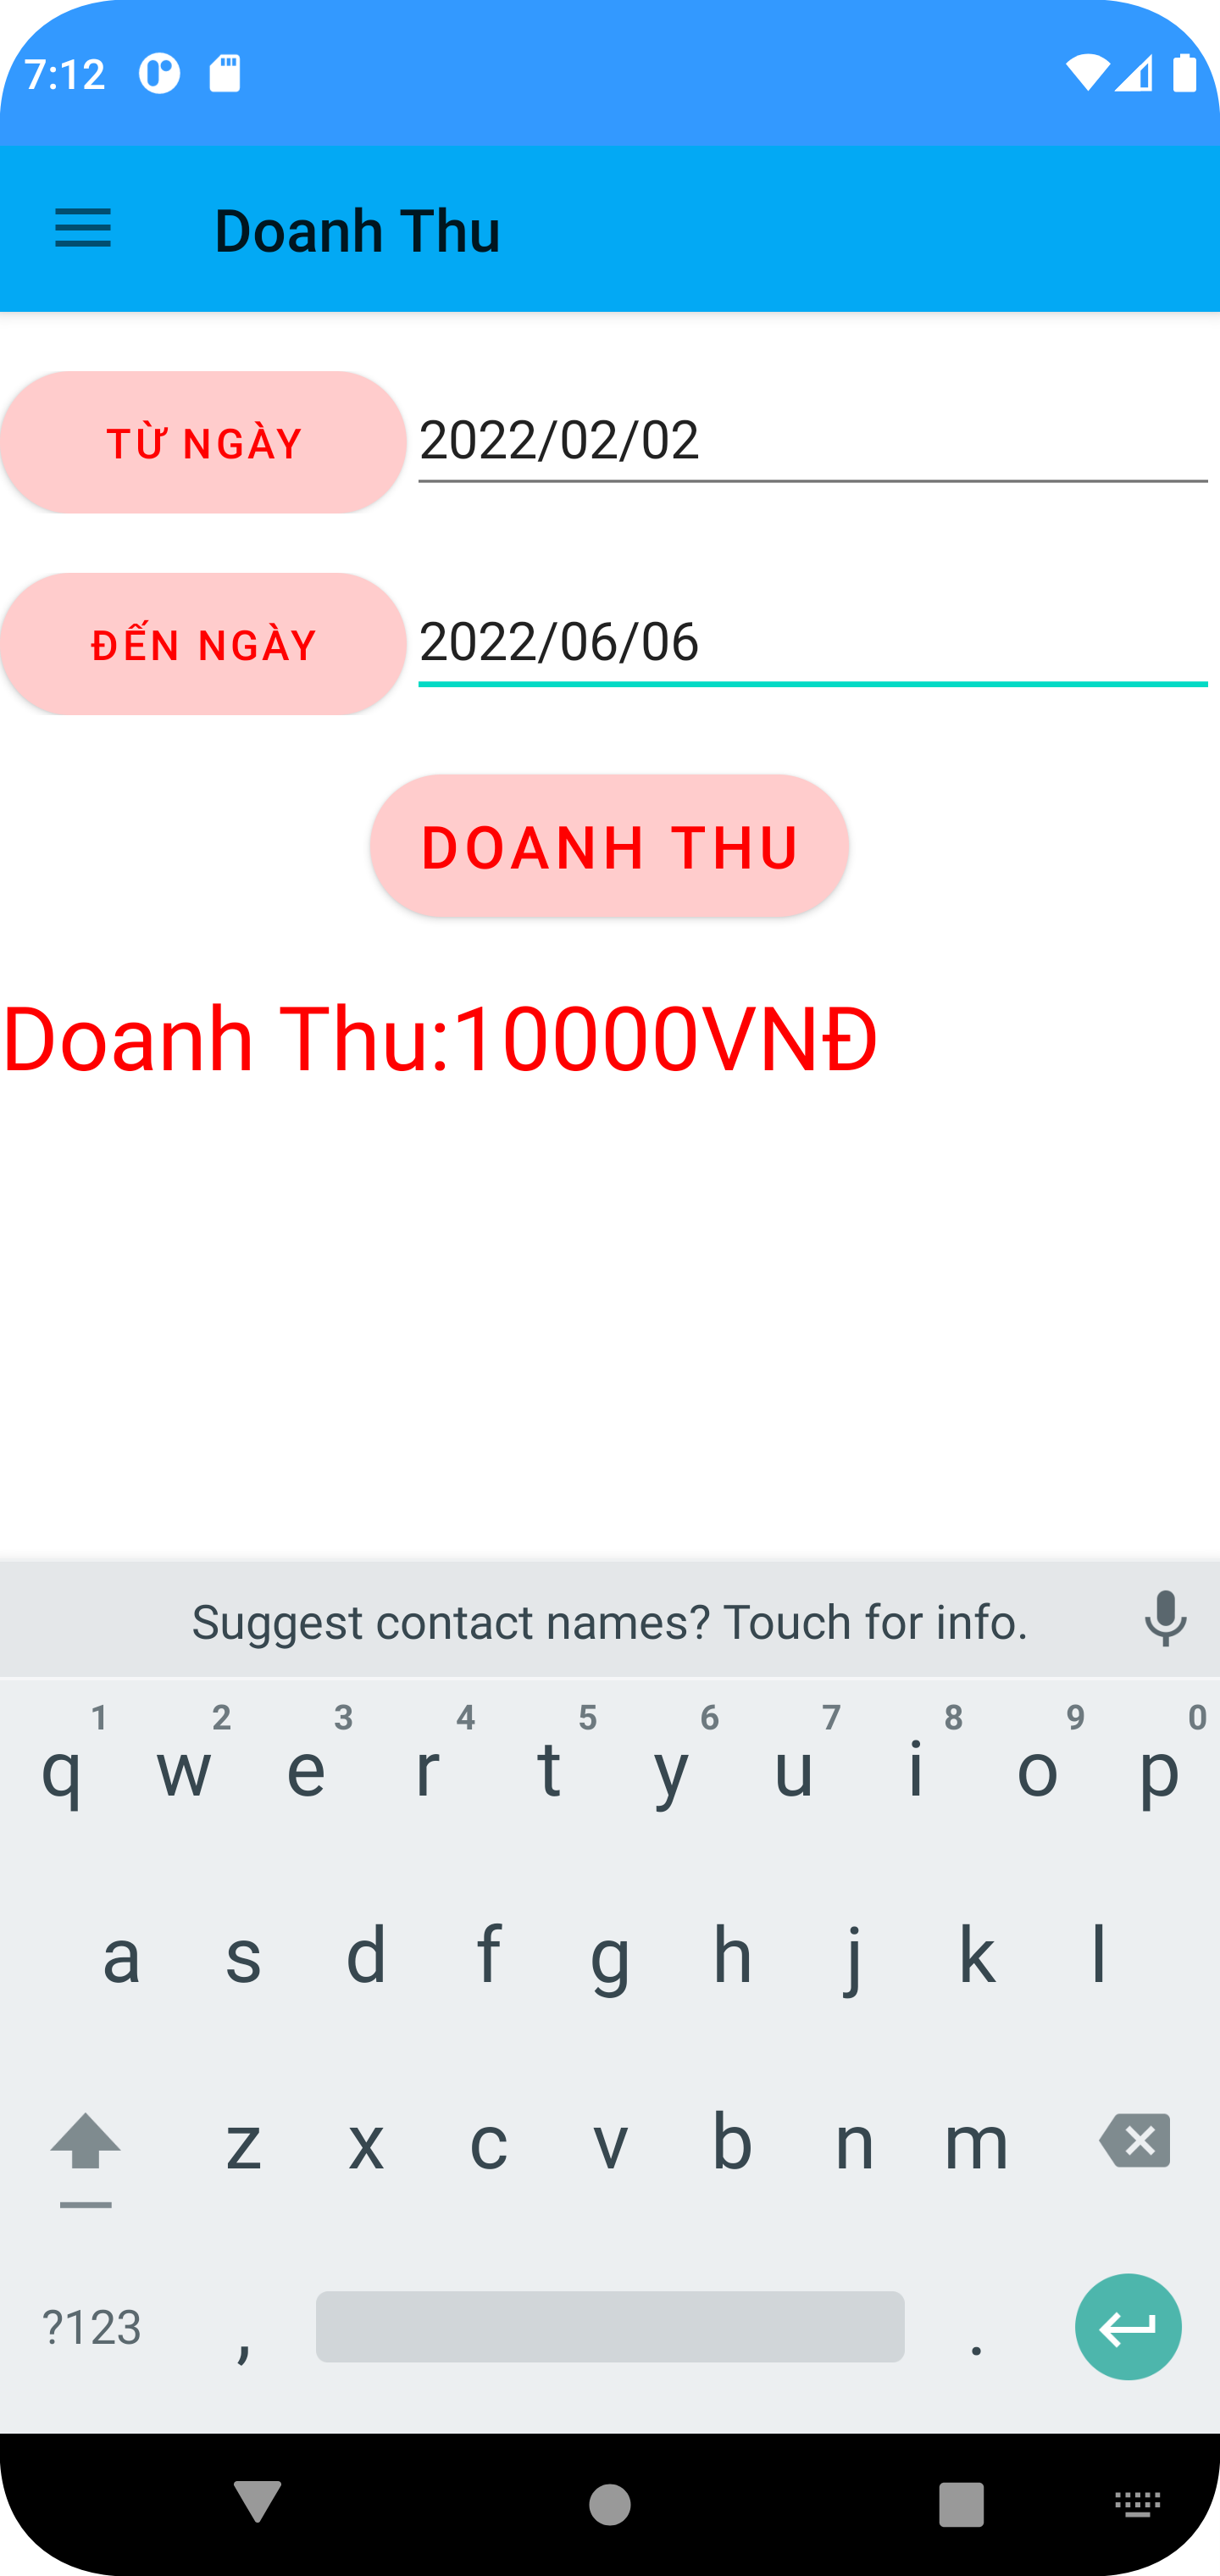 7:12
Doanh Thu
TỪ NGÀY 2022/02/02
ĐẾN NGÀY 2022/06/06
DOANH THU
Doanh Thu:10000VNĐ
Suggest contact names? Touch for info.
1 2 3 4 5 6 7 8 9 0
q w e r t y u i o p
a s d f g h j k l
z x c v b n m
?123 , .